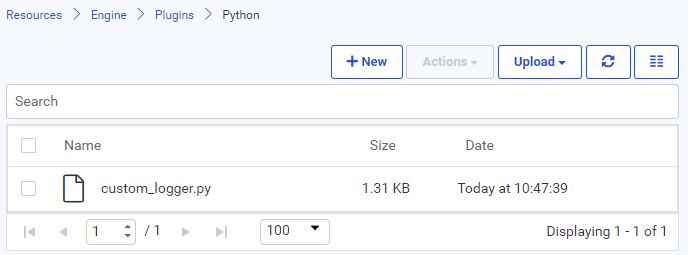 Resources > Engine > Plugins > Python
+ New Actions Upload
Search
Name Size Date
custom_logger.py 1.31 KB Today at 10:47:39
1 / 1 100 Displaying 1 - 1 of 1